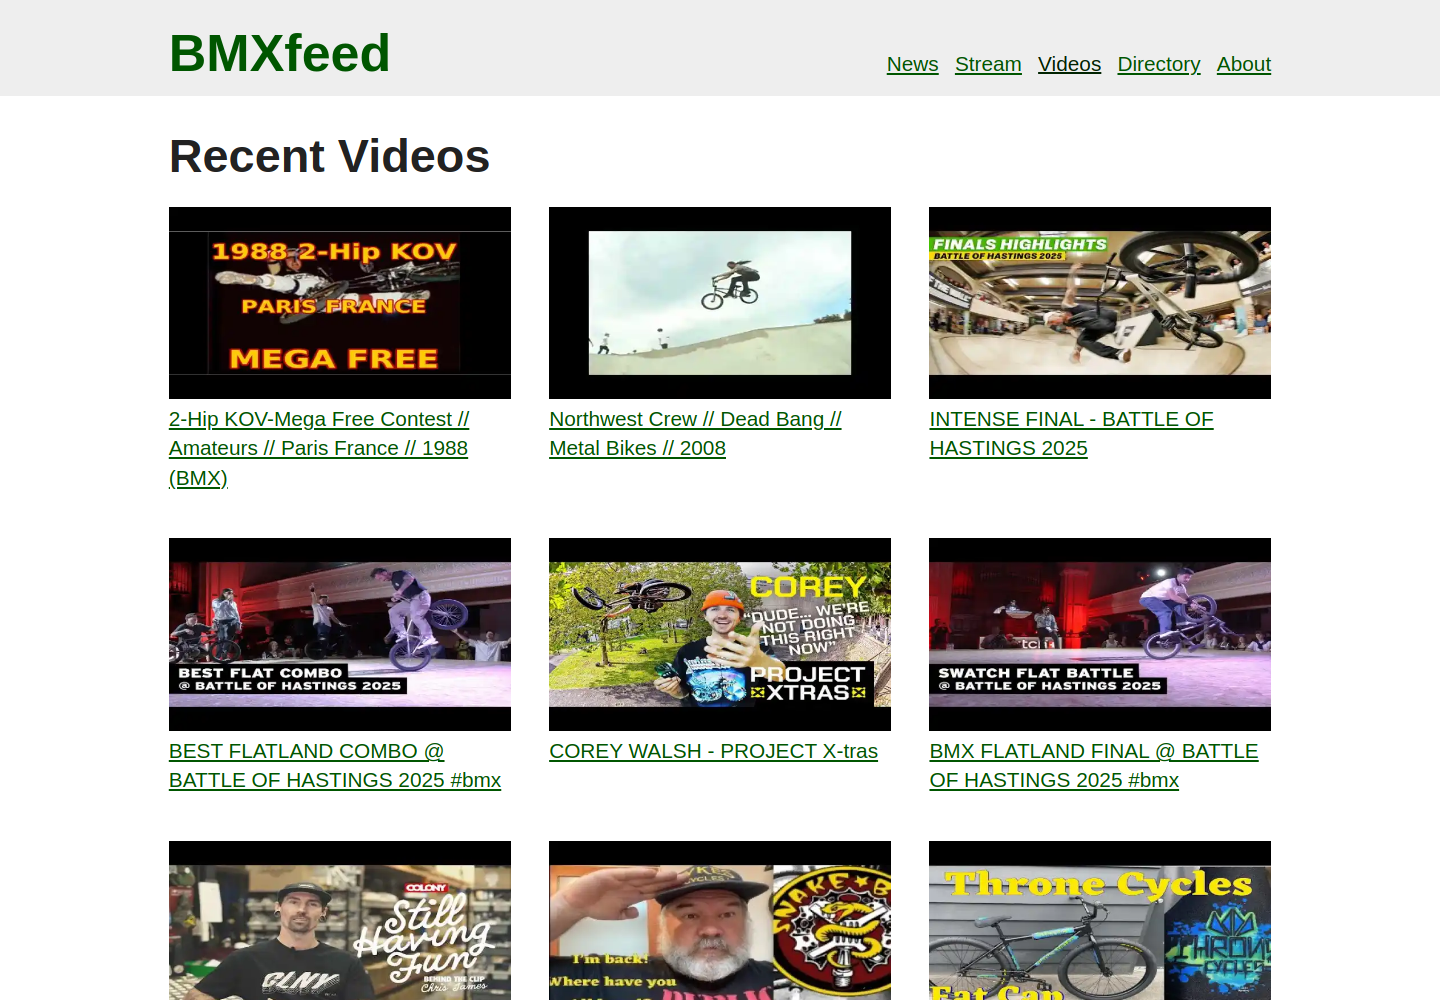 BMXfeed
News Stream Videos Directory About
Recent Videos
1988 2-Hip KOV
PARIS FRANCE
MEGA FREE
2-Hip KOV-Mega Free Contest //
Amateurs // Paris France // 1988
(BMX)
Northwest Crew // Dead Bang //
Metal Bikes // 2008
FINALS HIGHLIGHTS
BATTLE OF HASTINGS 2025
INTENSE FINAL - BATTLE OF
HASTINGS 2025
BEST FLAT COMBO
@ BATTLE OF HASTINGS 2025
BEST FLATLAND COMBO @
BATTLE OF HASTINGS 2025 #bmx
COREY
“DUDE... WE'RE
NOT DOING
THIS RIGHT
NOW”
PROJECT
XTRAS
COREY WALSH - PROJECT X-tras
SWATCH FLAT BATTLE
@ BATTLE OF HASTINGS 2025
BMX FLATLAND FINAL @ BATTLE
OF HASTINGS 2025 #bmx
COLONY
Still
Having
Fun
BEHIND THE CLIP
Chris James
CLNY
I'm back!
Where have you
SNAKE B
Throne Cycles
THRONE
CYCLES
Fat Cap